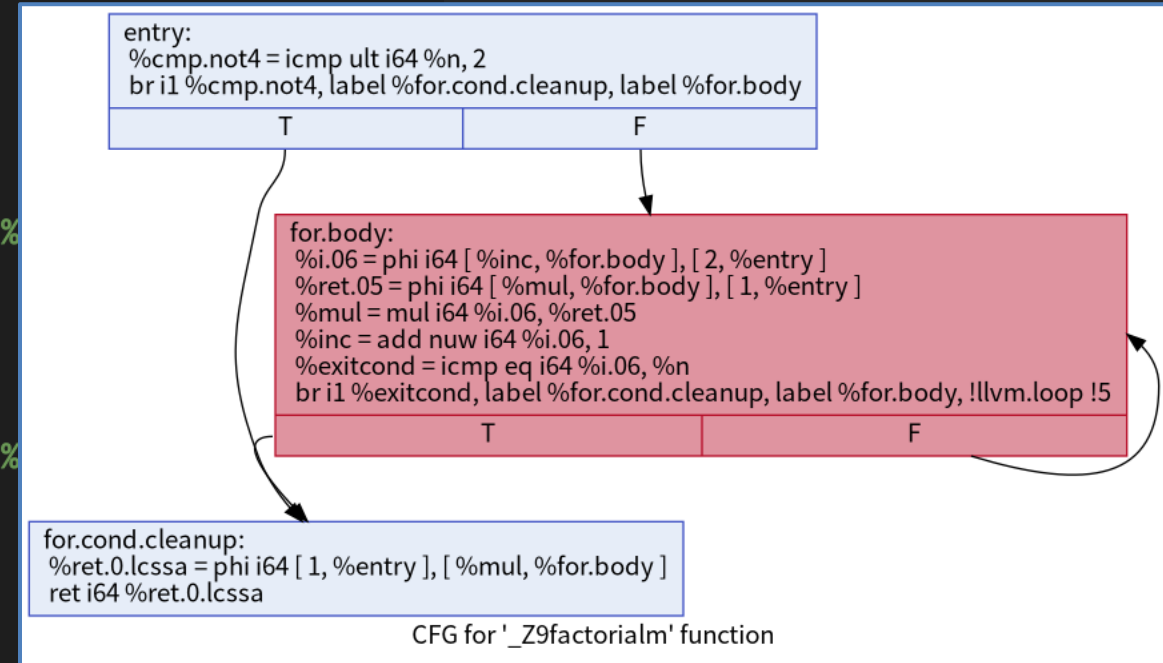 entry:
%cmp.not4 = icmp ult i64 %n, 2
br i1 %cmp.not4, label %for.cond.cleanup, label %for.body
T
F
%
for.body:
%i.06 = phi i64 [ %inc, %for.body ], [ 2, %entry ]
%ret.05 = phi i64 [ %mul, %for.body ], [ 1, %entry ]
%mul = mul i64 %i.06, %ret.05
%inc = add nuw i64 %i.06, 1
%exitcond = icmp eq i64 %i.06, %n
br i1 %exitcond, label %for.cond.cleanup, label %for.body, !llvm.loop !5
T
F
%
for.cond.cleanup:
%ret.0.lcssa = phi i64 [ 1, %entry ], [ %mul, %for.body ]
ret i64 %ret.0.lcssa
CFG for '_Z9factorialm' function